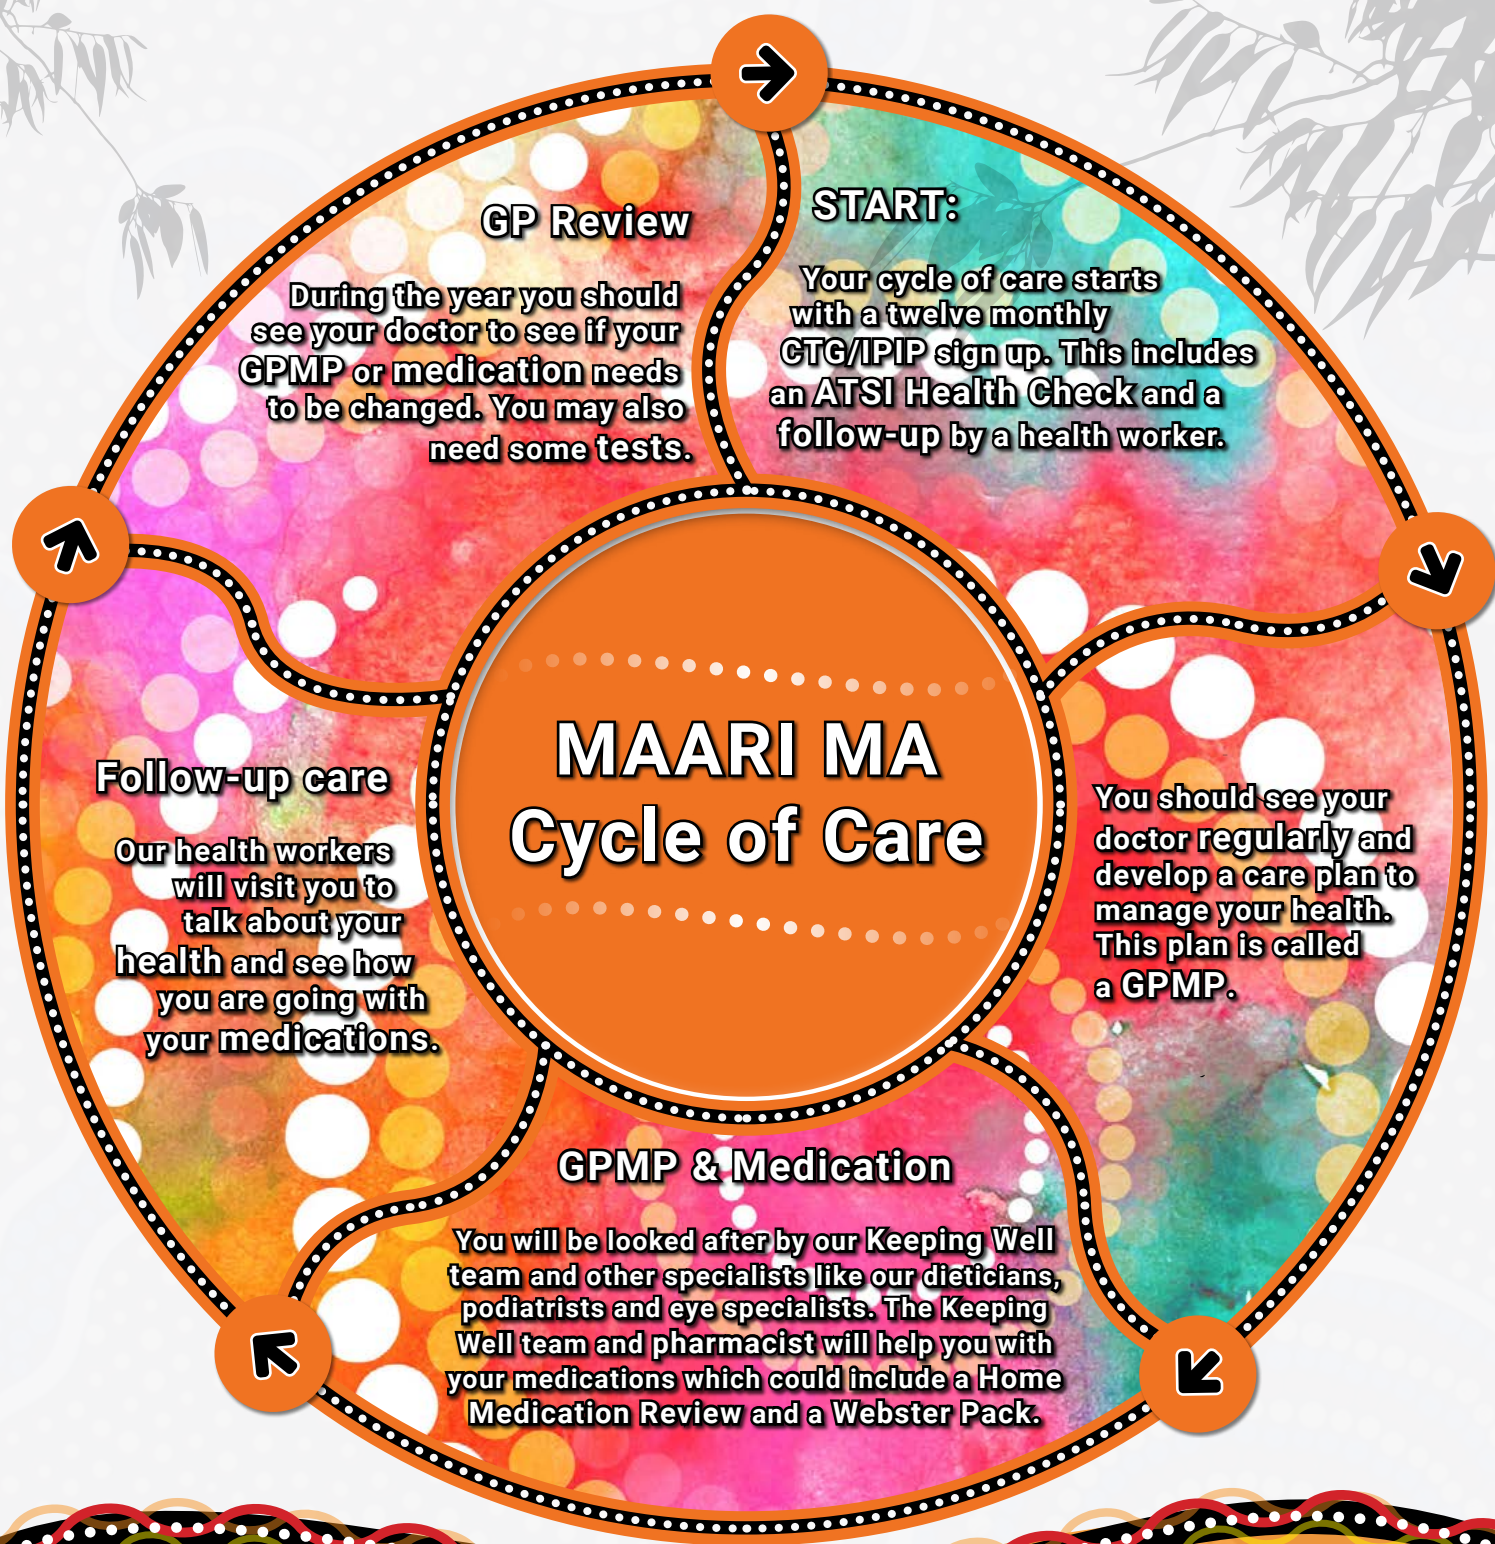 MAARI MA
Cycle of Care
START:
Your cycle of care starts
with a twelve monthly
CTG/IPIP sign up. This includes
an ATSI Health Check and a
follow-up by a health worker.
You should see your
doctor regularly and
develop a care plan to
manage your health.
This plan is called
a GPMP.
GPMP & Medication
You will be looked after by our Keeping Well
team and other specialists like our dieticians,
podiatrists and eye specialists. The Keeping
Well team and pharmacist will help you with
your medications which could include a Home
Medication Review and a Webster Pack.
Follow-up care
Our health workers
will visit you to
talk about your
health and see how
you are going with
your medications.
GP Review
During the year you should
see your doctor to see if your
GPMP or medication needs
to be changed. You may also
need some tests.